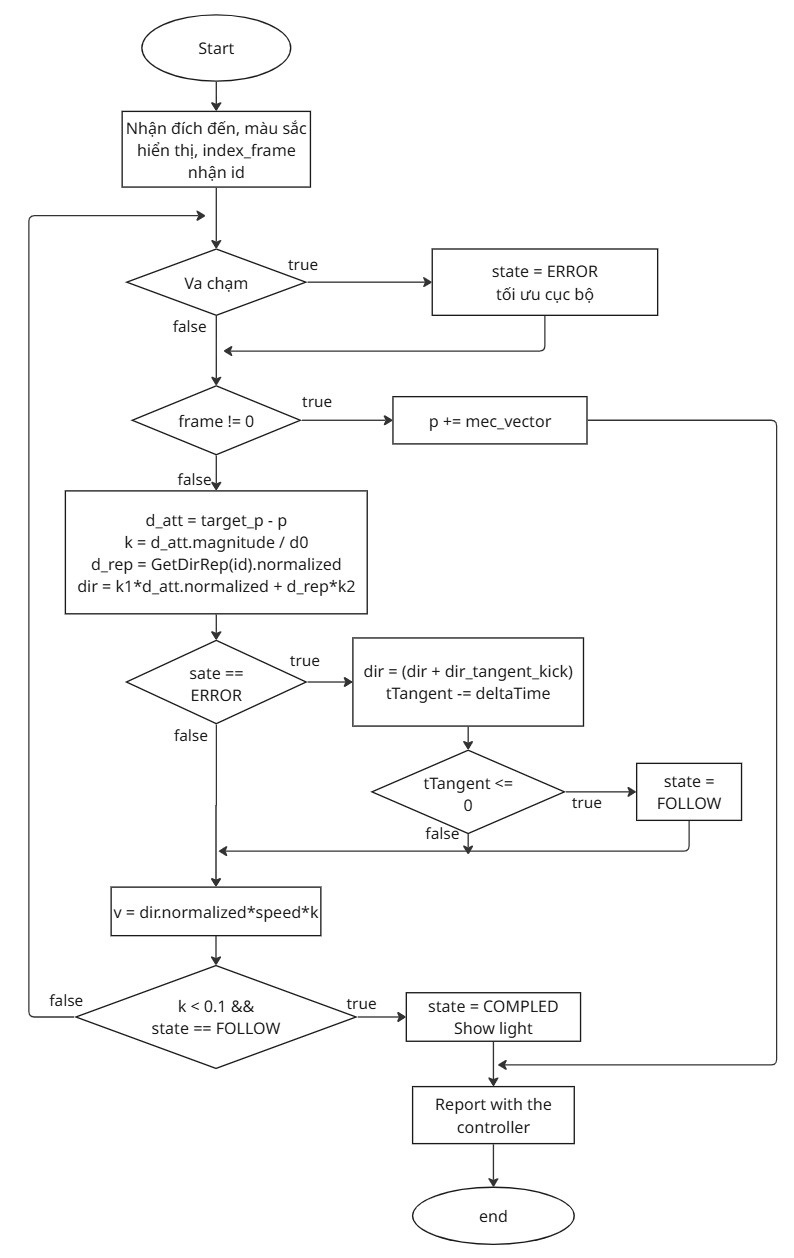 Start
Nhận đích đến, màu sắc
hiển thị, index_frame
nhận id
Va chạm
true
state = ERROR
tối ưu cục bộ
false
frame != 0
true
p += mec_vector
false
d_att = target_p - p
k = d_att.magnitude / d0
d_rep = GetDirRep(id).normalized
dir = k1*d_att.normalized + d_rep*k2
sate ==
ERROR
true
dir = (dir + dir_tangent_kick)
tTangent -= deltaTime
false
tTangent <=
0
true
state =
FOLLOW
false
v = dir.normalized*speed*k
false
k < 0.1 &&
state == FOLLOW
true
state = COMPLED
Show light
Report with the
controller
end